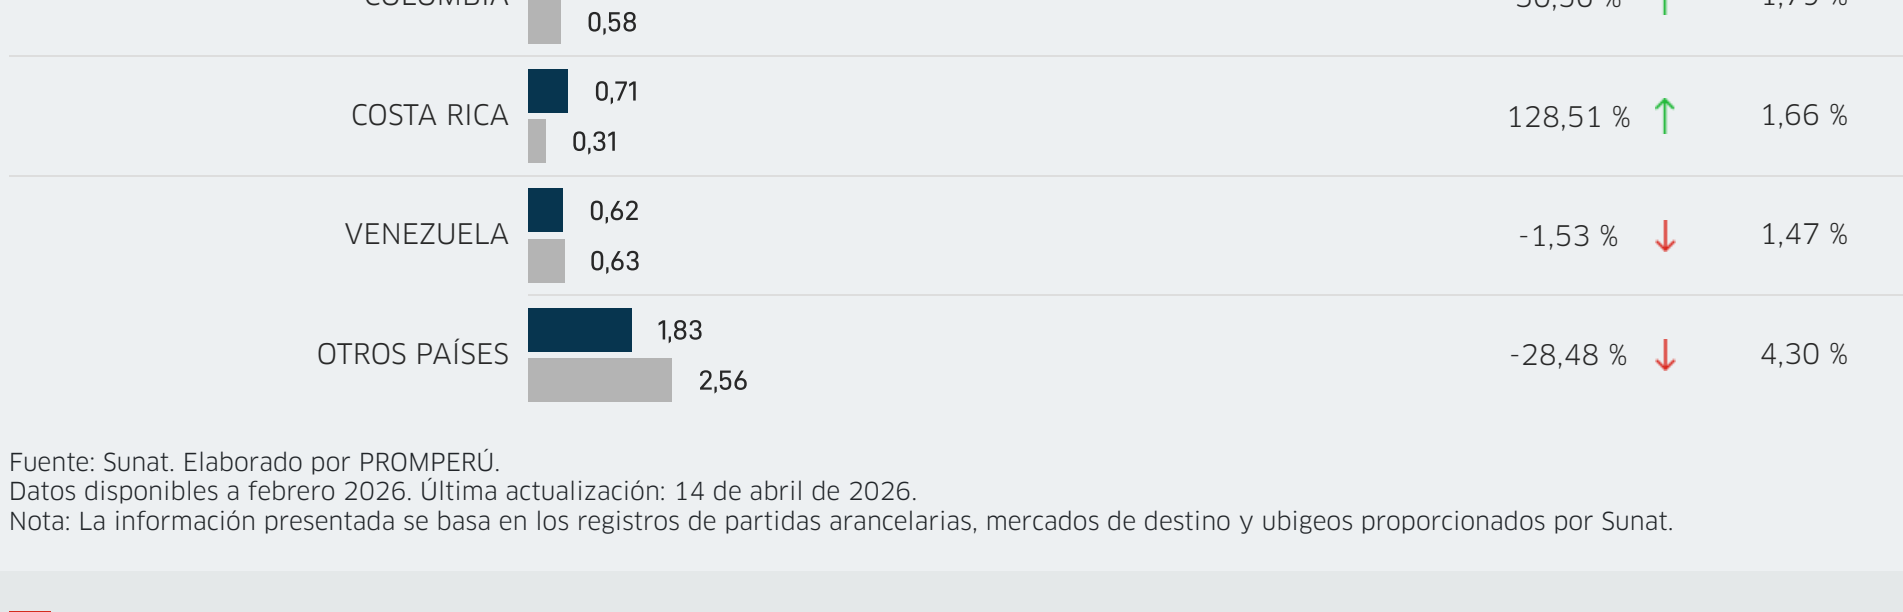 COLOMBIA
0,58
COSTA RICA
0,71
0,31
128,51 %
1,66 %
VENEZUELA
0,62
0,63
-1,53 %
1,47 %
OTROS PAÍSES
1,83
2,56
-28,48 %
4,30 %
Fuente: Sunat. Elaborado por PROMPERÚ.
Datos disponibles a febrero 2026. Última actualización: 14 de abril de 2026.
Nota: La información presentada se basa en los registros de partidas arancelarias, mercados de destino y ubigeos proporcionados por Sunat.